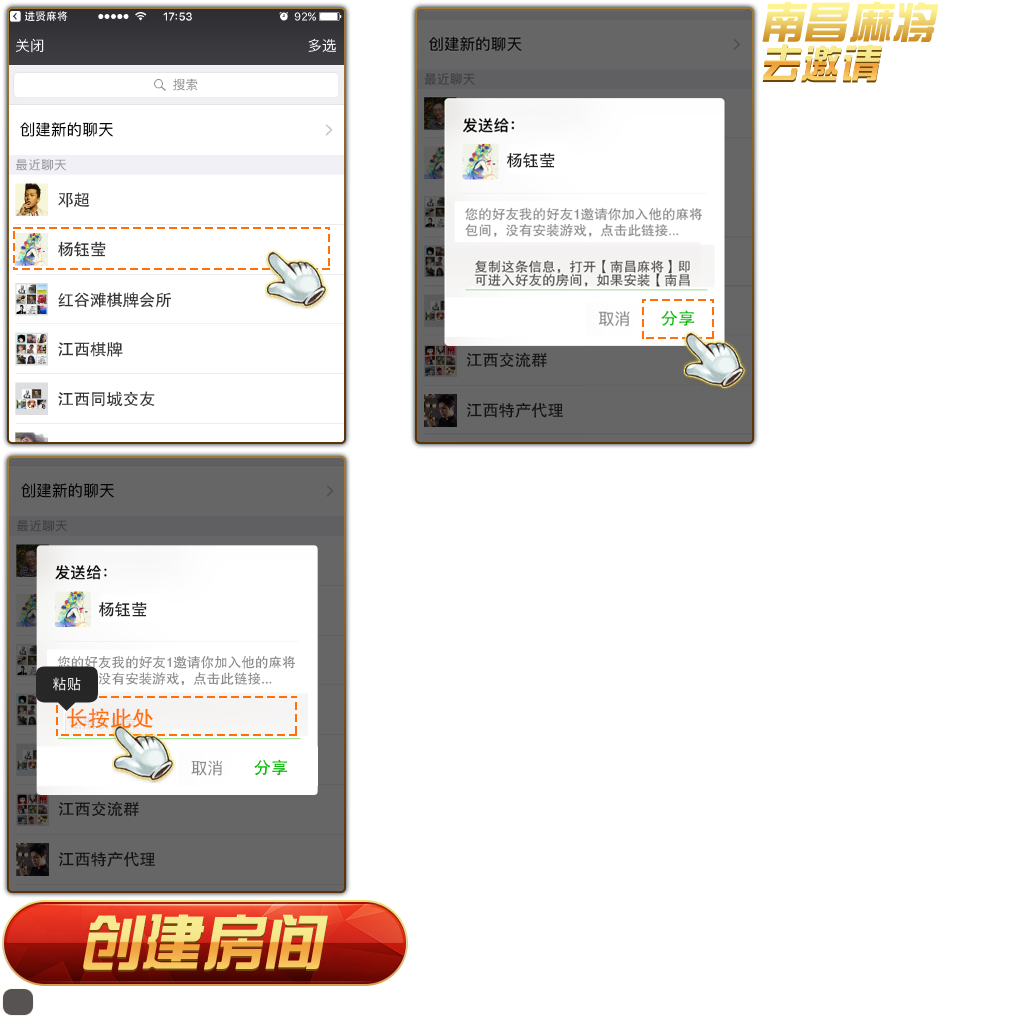 进贤麻将 17:53 92%
关闭 多选
搜索
创建新的聊天
最近聊天
邓超
杨钰莹
红谷滩棋牌会所
江西棋牌
江西同城交友
创建新的聊天
最近聊天
发送给:
杨钰莹
您的好友我的好友1邀请你加入他的麻将
包间，没有安装游戏，点击此链接...
复制这条信息，打开【南昌麻将】即
可进入好友的房间，如果安装【南昌
取消 分享
江西交流群
江西特产代理
南昌麻将
去邀请
创建新的聊天
最近聊天
发送给:
杨钰莹
您的好友我的好友1邀请你加入他的麻将
没有安装游戏，点击此链接...
粘贴
长按此处
取消 分享
江西交流群
江西特产代理
创建房间